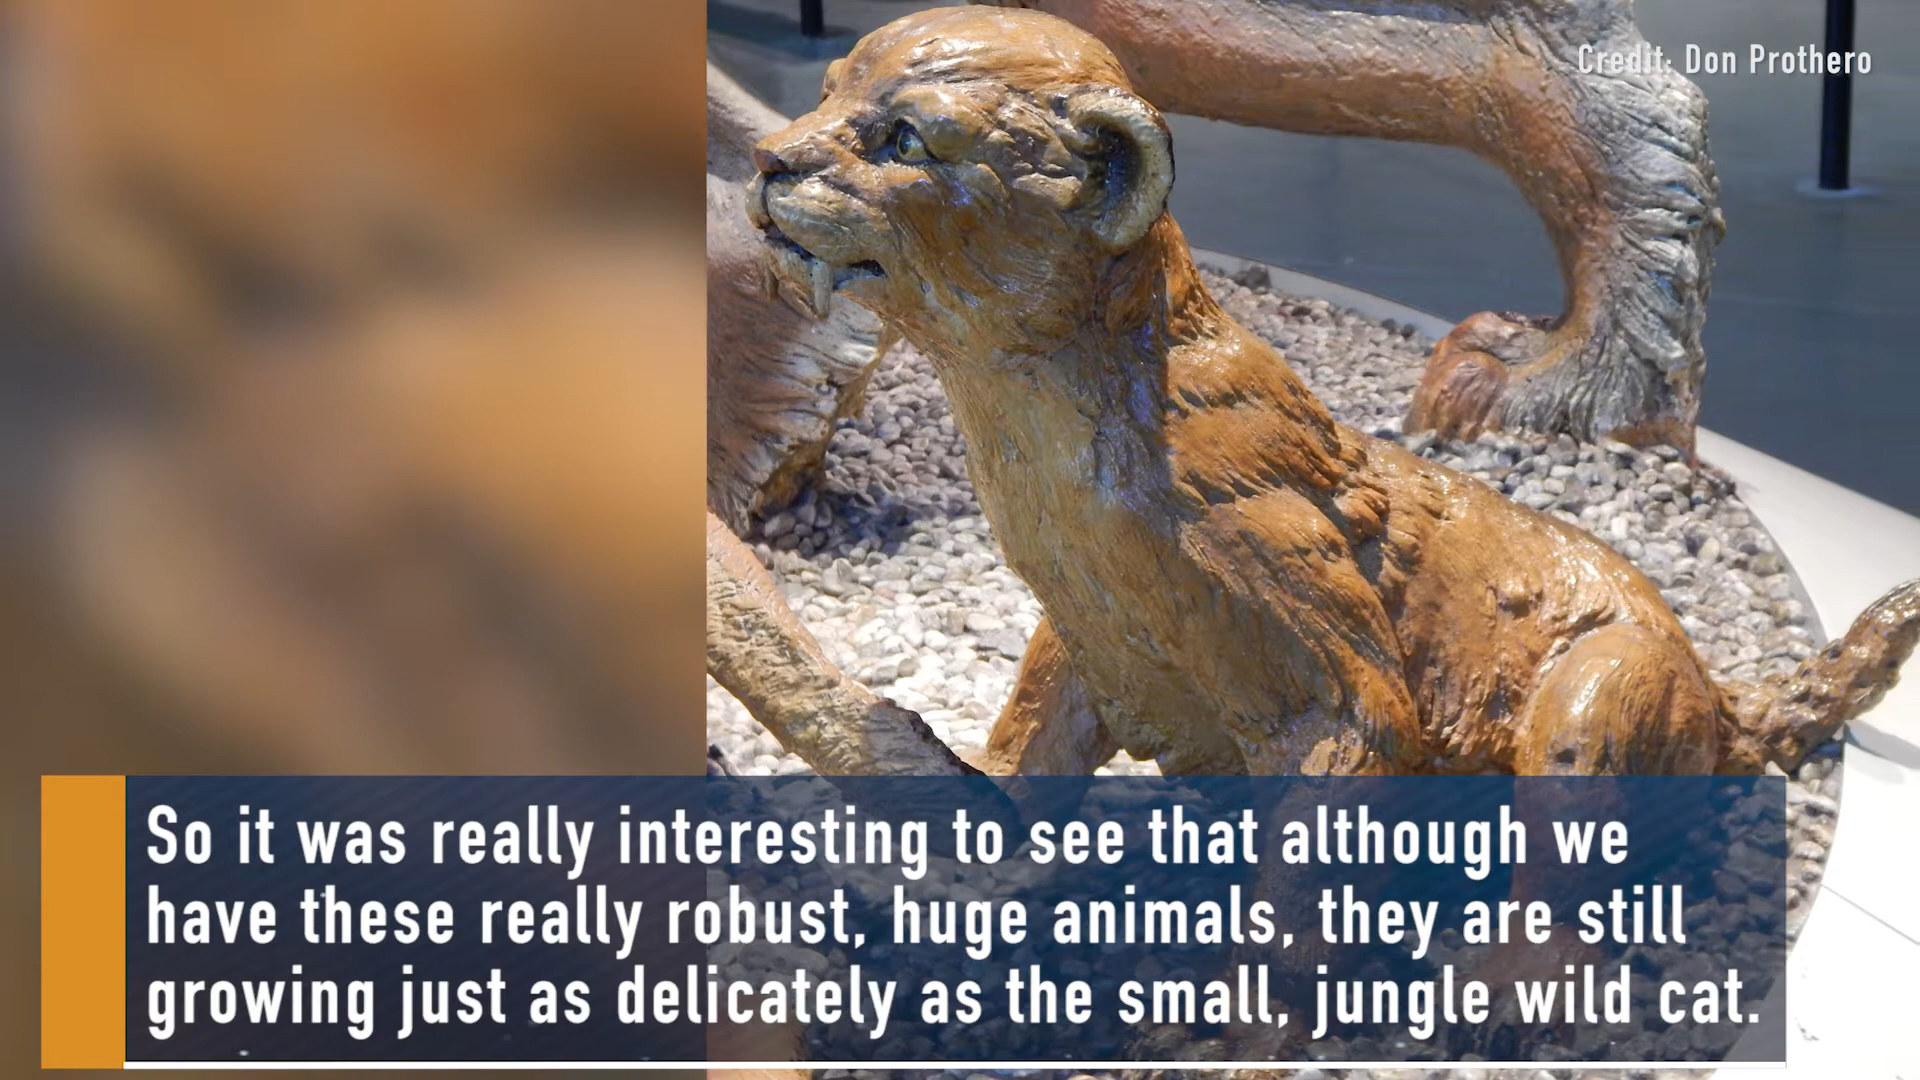 Credit: Don Prothero
So it was really interesting to see that although we
have these really robust, huge animals, they are still
growing just as delicately as the small, jungle wild cat.